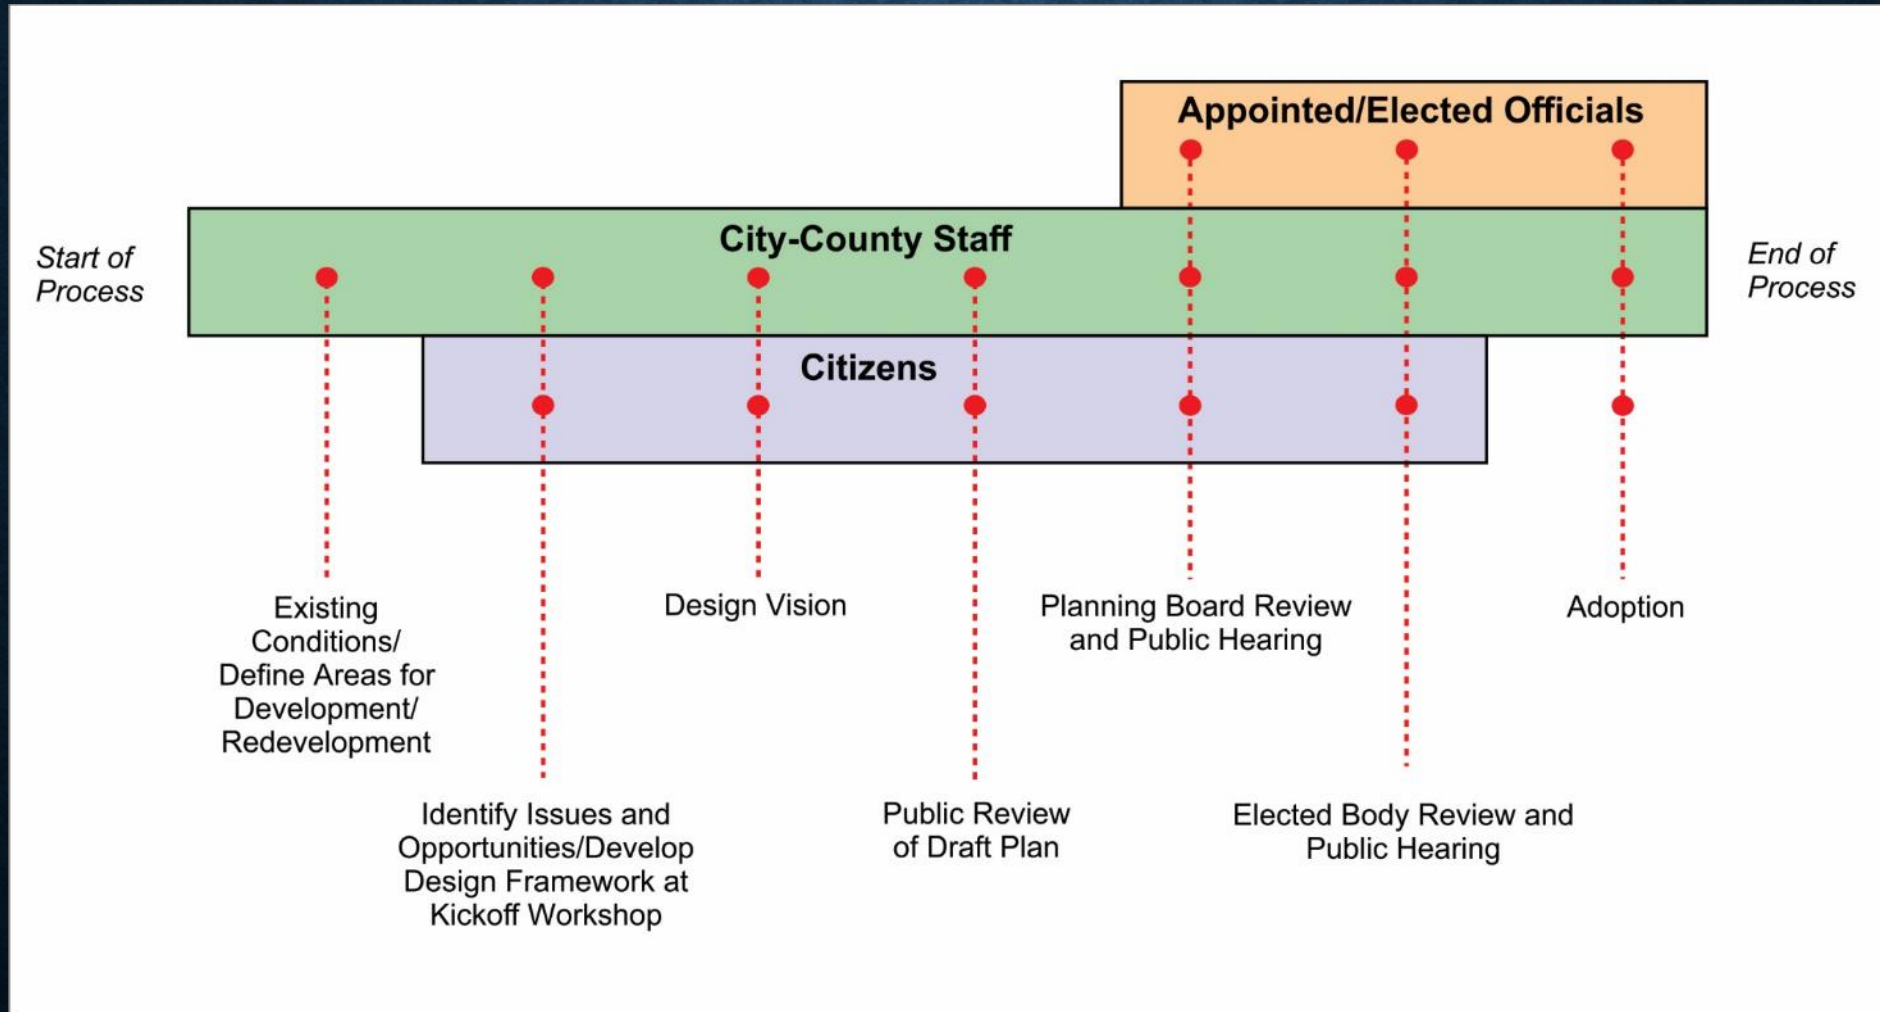 Appointed/Elected Officials
City-County Staff
Start of
Process
End of
Process
Citizens
Existing
Conditions/
Define Areas for
Development/
Redevelopment
Design Vision
Planning Board Review
and Public Hearing
Adoption
Identify Issues and
Opportunities/Develop
Design Framework at
Kickoff Workshop
Public Review
of Draft Plan
Elected Body Review and
Public Hearing